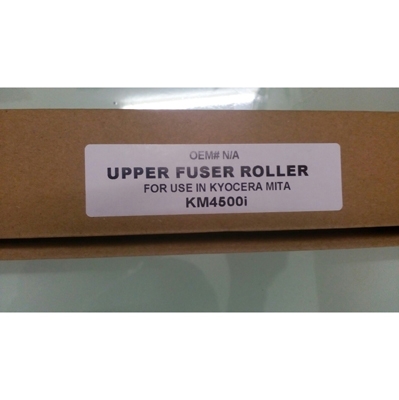 OEM# N/A
UPPER FUSER ROLLER
FOR USE IN KYOCERA MITA
KM4500i